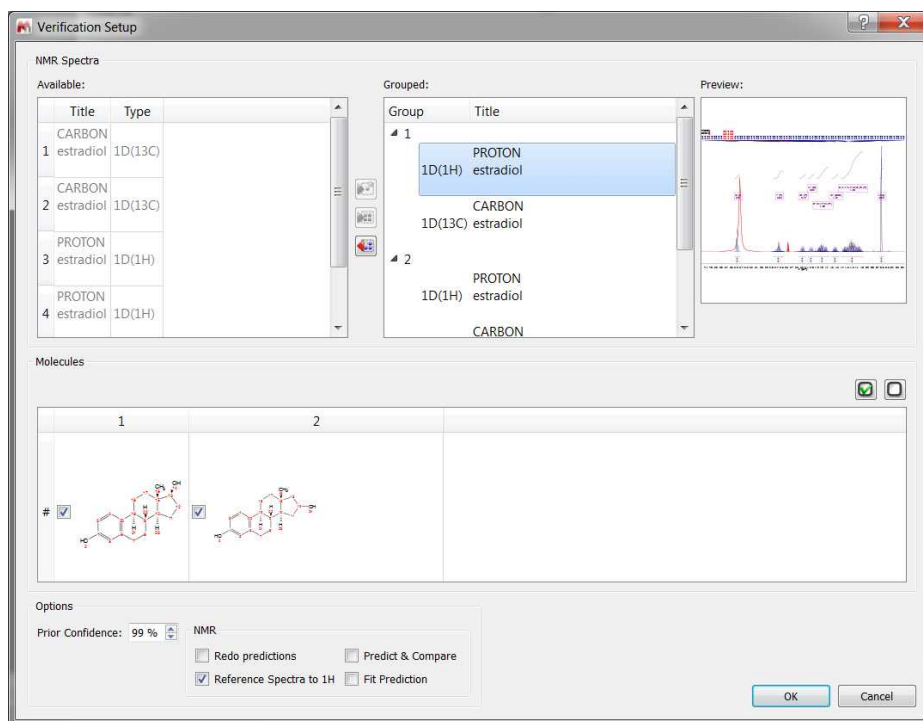 Verification Setup
NMR Spectra
Available:
Grouped:
Preview:
Title Type
1 CARBON estradiol 1D(13C)
2 CARBON estradiol 1D(13C)
3 PROTON estradiol 1D(1H)
4 PROTON estradiol 1D(1H)
Group Title
1
1D(1H) PROTON estradiol
1D(13C) CARBON estradiol
2
1D(1H) PROTON estradiol
CARBON
Molecules
1 2
#
OH
CH₃
H
H
H
HO
Options
Prior Confidence: 99 %
NMR
Redo predictions
Predict & Compare
Reference Spectra to 1H
Fit Prediction
OK
Cancel